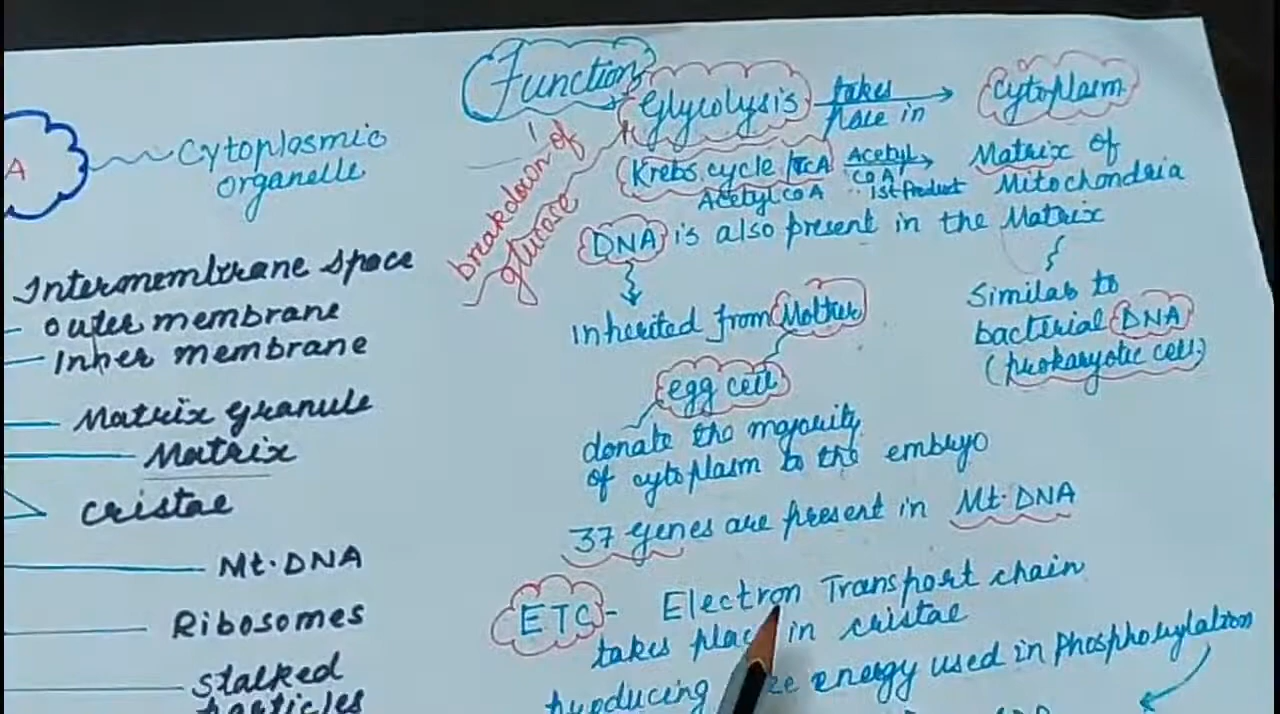 A
Cytoplasmic
organelle
Intermembrane Space
outer membrane
Inner membrane
Matrix Granule
Matrix
Cristae
Mt. DNA
Ribosomes
Stalked
particles
Function
breakdown of
glucose
Glycolysis takes place in Cytoplasm
Krebs cycle /TCA Acetyl CoA 1st Product Matrix of
Acetyl CoA Mitochondria
DNA is also present in the Matrix
Similar to
bacterial DNA
(prokaryotic cell)
inherited from Mother
egg cell
donate the majority
of cytoplasm to the embryo
37 genes are present in Mt. DNA
ETC - Electron Transport chain
takes place in cristae
producing energy used in Phosphorylation